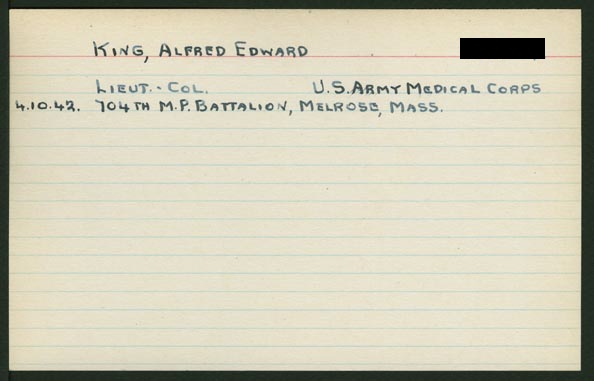 KING, ALFRED EDWARD
LIEUT.-COL. U.S. ARMY MEDICAL CORPS
4.10.42. 704TH M.P. BATTALION, MELROSE, MASS.